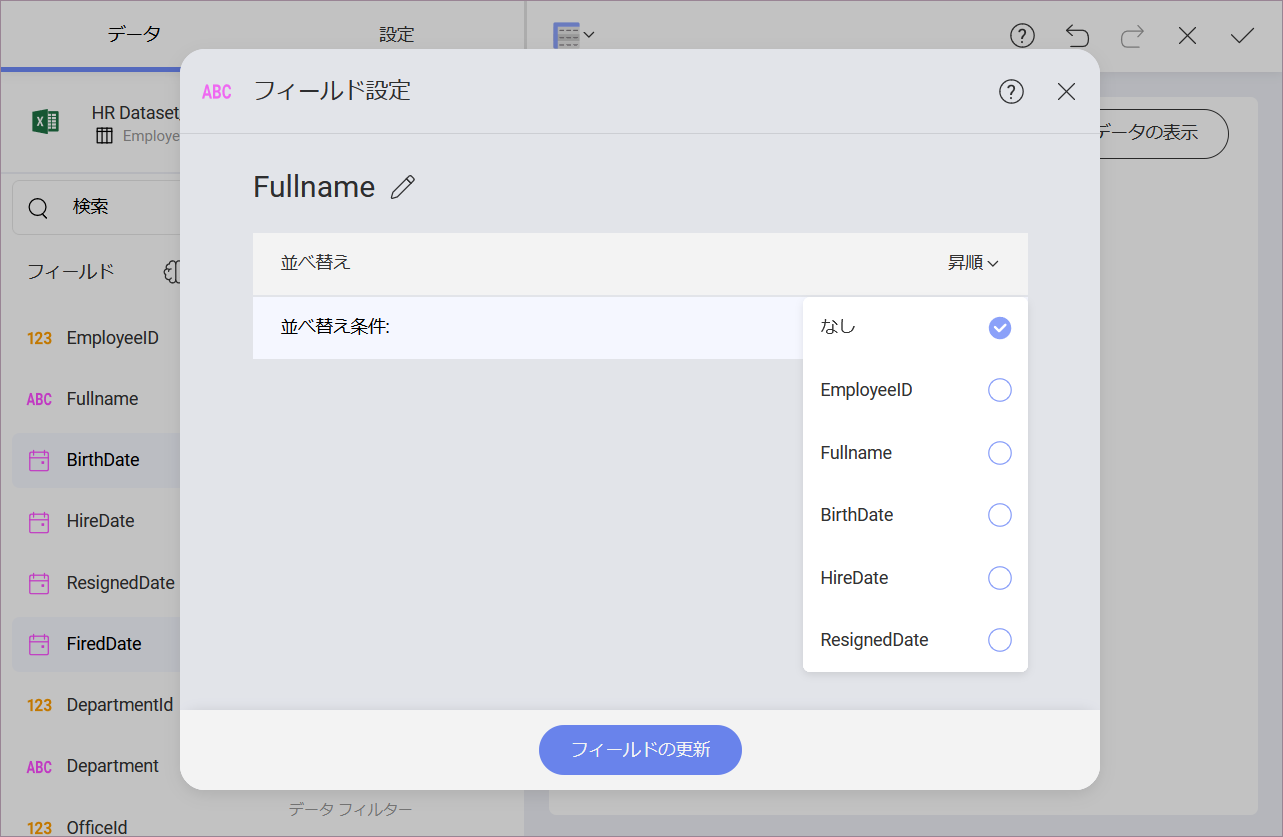 データ
設定
HR Dataset
Employe
検索
フィールド
123 EmployeeID
ABC Fullname
BirthDate
HireDate
ResignedDate
FiredDate
123 DepartmentId
ABC Department
123 OfficeId
データ フィルター
データの表示
ABC フィールド設定
?
?
Fullname
並べ替え
昇順
並べ替え条件:
なし
EmployeeID
Fullname
BirthDate
HireDate
ResignedDate
フィールドの更新